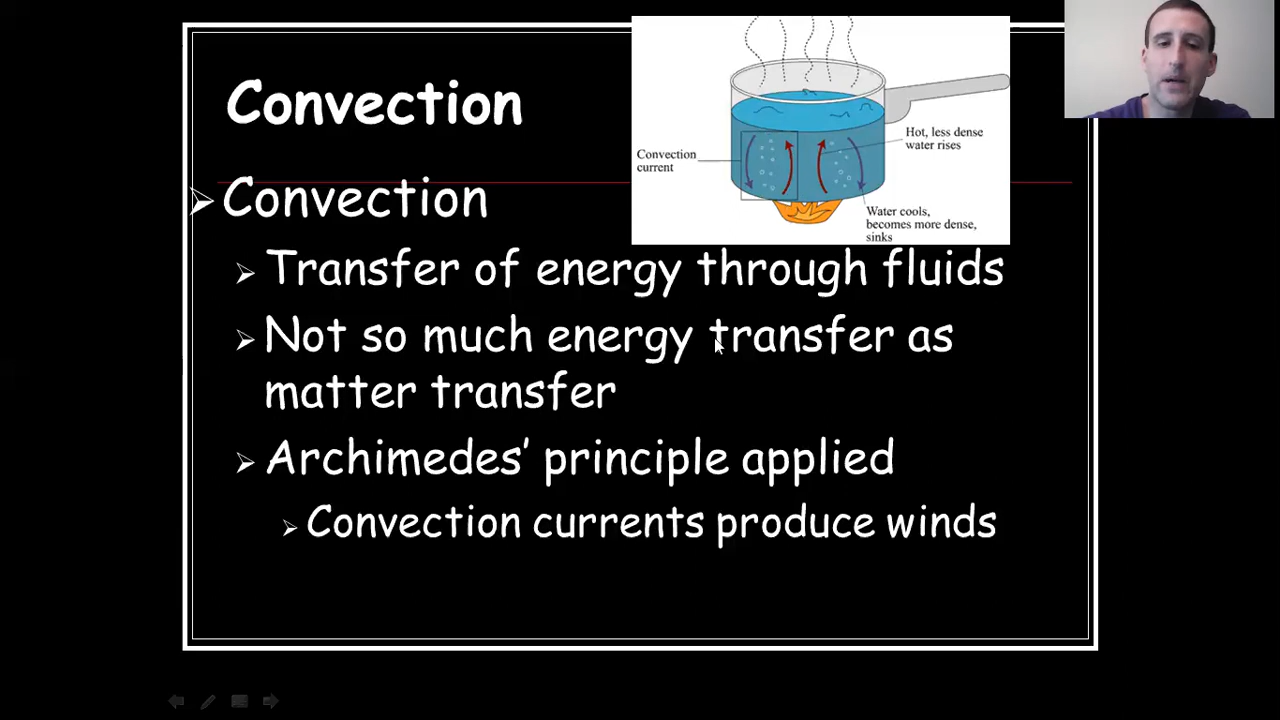 Convection
Convection
current
Hot, less dense
water rises
Water cools,
becomes more dense,
sinks
Convection
Transfer of energy through fluids
Not so much energy transfer as
matter transfer
Archimedes’ principle applied
Convection currents produce winds